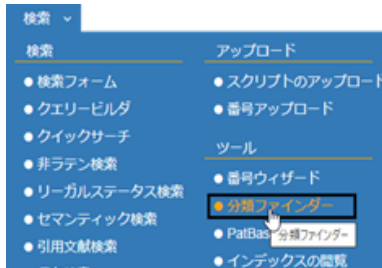 検索
検索
● 検索フォーム
● クエリービルダ
● クイックサーチ
● 非ラテン検索
● リーガルステータス検索
● セマンティック検索
● 引用文献検索
アップロード
● スクリプトのアップロード
● 番号アップロード
ツール
● 番号ウィザード
● 分類ファインダー
● PatBas
分類ファインダー
● インデックスの閲覧